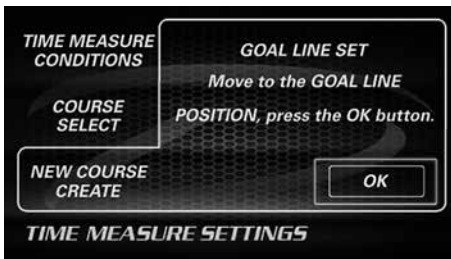 TIME MEASURE
CONDITIONS
COURSE
SELECT
NEW COURSE
CREATE
GOAL LINE SET
Move to the GOAL LINE
POSITION, press the OK button.
OK
TIME MEASURE SETTINGS